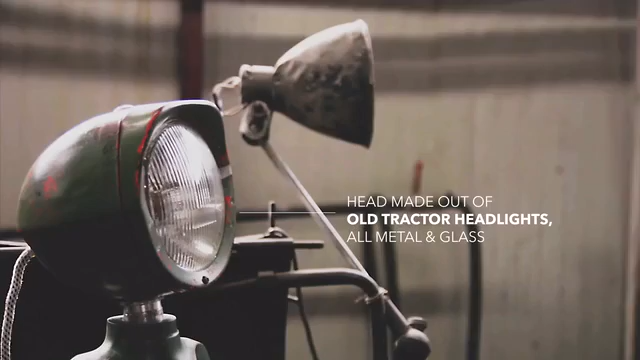 HEAD MADE OUT OF
OLD TRACTOR HEADLIGHTS,
ALL METAL & GLASS